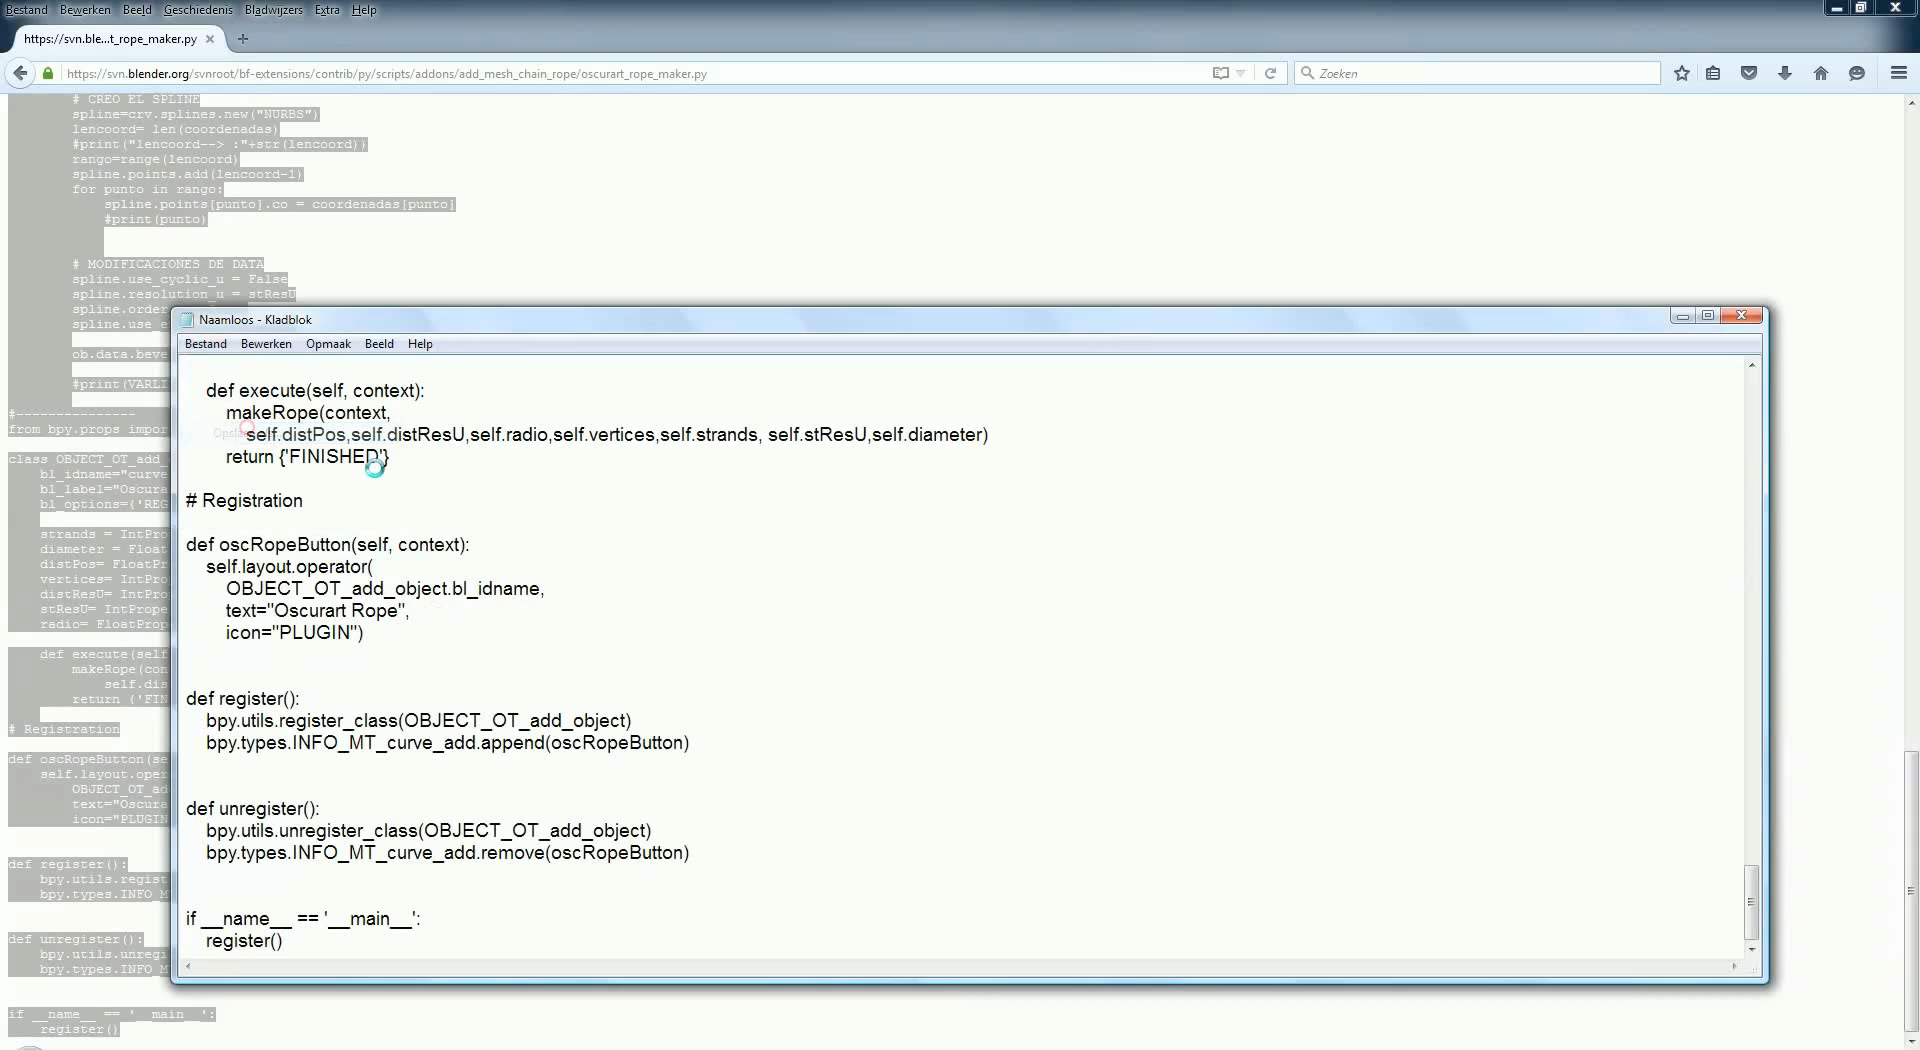 Bestand Bewerken Beeld Geschiedenis Bladwijzers Extra Help
https://svn.ble...t_rope_maker.py
https://svn.blender.org/svnroot/bf-extensions/contrib/py/scripts/addons/add_mesh_chain_rope/oscurart_rope_maker.py
Zoeken
# CREO EL SPLINE
spline=crv.splines.new("NURBS")
lencoord= len(coordenadas)
#print("lencoord--> :"+str(lencoord))
rango=range(lencoord)
spline.points.add(lencoord-1)
for punto in rango:
spline.points[punto].co = coordenadas[punto]
#print(punto)
# MODIFICACIONES DE DATA
spline.use_cyclic_u = False
spline.resolution_u = stResU
spline.order
spline.use_e
ob.data.beve
#print(VARLI
#---------------
from bpy.props impor
class OBJECT_OT_add_
bl_idname="curve
bl_label="Oscura
bl_options={'REG
strands = IntPro
diameter = Float
distPos= FloatPr
vertices= IntPro
distResU= IntPro
stResU= IntPrope
radio= FloatProp
def execute(self
makeRope(con
self.dis
return {'FIN
# Registration
def oscRopeButton(se
self.layout.oper
OBJECT_OT_ad
text="Oscura
icon="PLUGIN
def register():
bpy.utils.regist
bpy.types.INFO_M
def unregister():
bpy.utils.unregi
bpy.types.INFO_M
if __name__ == '__main__':
register()
Naamloos - Kladblok
Bestand Bewerken Opmaak Beeld Help
def execute(self, context):
makeRope(context,
self.distPos,self.distResU,self.radio,self.vertices,self.strands, self.stResU,self.diameter)
return {'FINISHED'}
# Registration
def oscRopeButton(self, context):
self.layout.operator(
OBJECT_OT_add_object.bl_idname,
text="Oscurart Rope",
icon="PLUGIN")
def register():
bpy.utils.register_class(OBJECT_OT_add_object)
bpy.types.INFO_MT_curve_add.append(oscRopeButton)
def unregister():
bpy.utils.unregister_class(OBJECT_OT_add_object)
bpy.types.INFO_MT_curve_add.remove(oscRopeButton)
if __name__ == '__main__':
register()